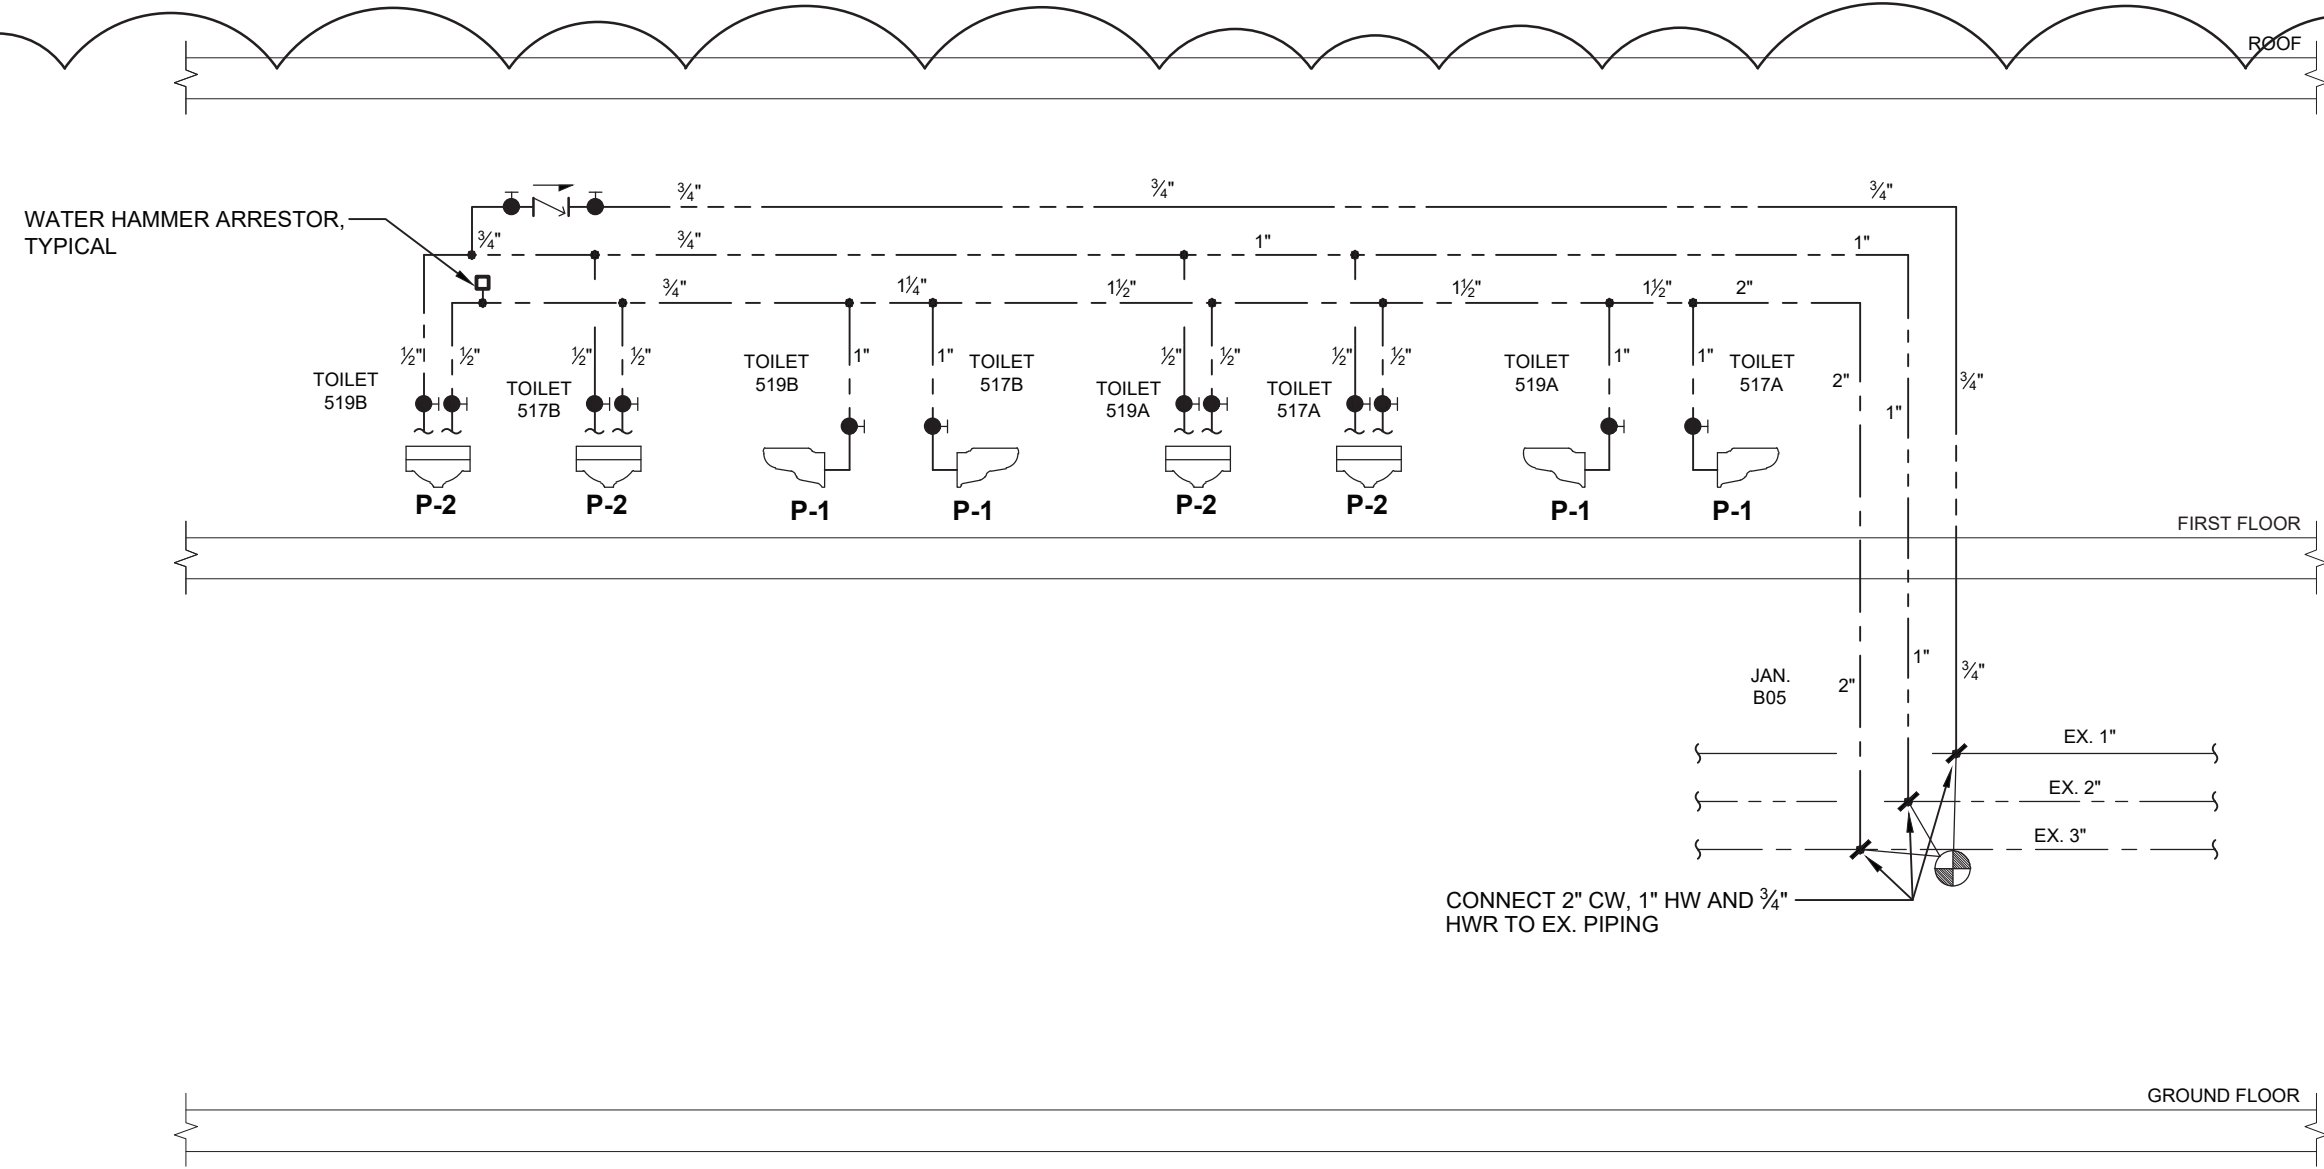 ROOF
¾" ¾" ¾"
WATER HAMMER ARRESTOR,
TYPICAL
¾" ¾" 1" 1"
¾" 1¼" 1½" 1½" 1½" 2"
½" ½" ½" ½" 1" 1" ½" ½" ½" ½" 1" 1"
TOILET
519B
TOILET
517B
TOILET
519B
TOILET
517B
TOILET
519A
TOILET
517A
TOILET
519A
TOILET
517A
2" 1" ¾"
P-2 P-2 P-1 P-1 P-2 P-2 P-1 P-1
FIRST FLOOR
JAN.
B05
2" 1" ¾"
EX. 1"
EX. 2"
EX. 3"
CONNECT 2" CW, 1" HW AND ¾"
HWR TO EX. PIPING
GROUND FLOOR